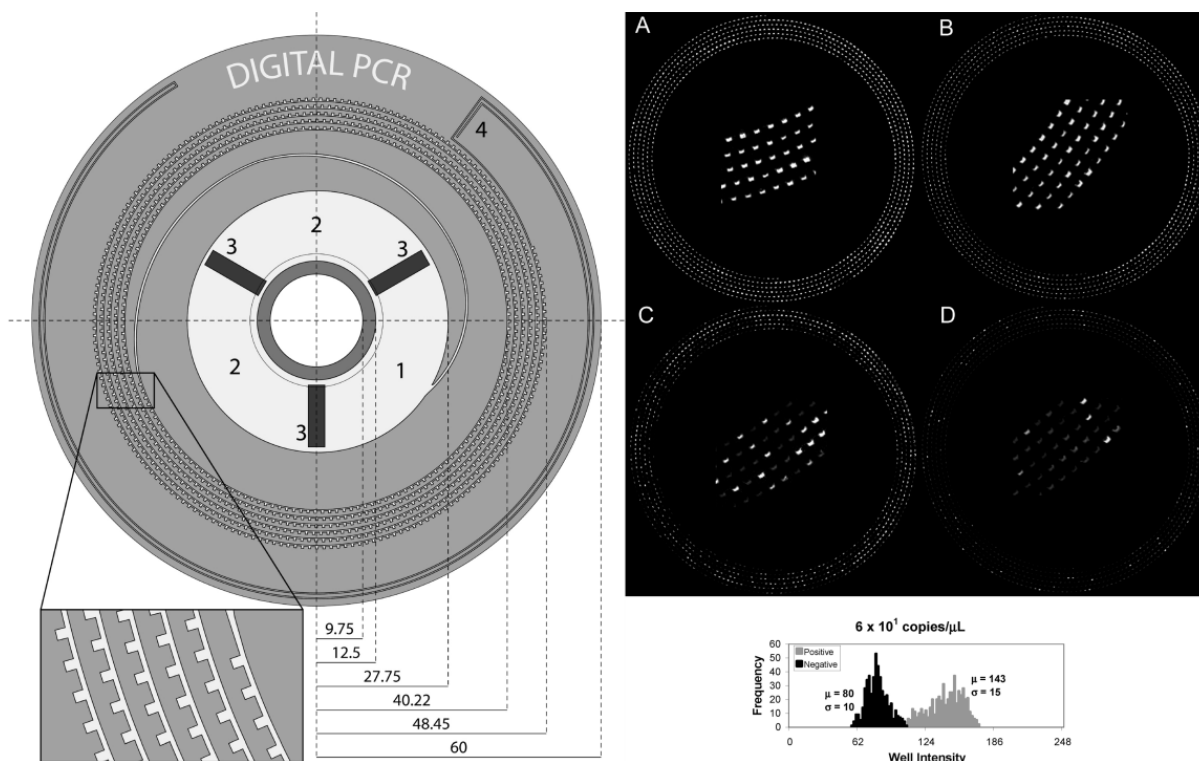 DIGITAL PCR
4
2
3
3
2
1
3
9.75
12.5
27.75
40.22
48.45
60
A
B
C
D
6 x 10¹ copies/μL
Positive
Negative
μ = 80
σ = 10
μ = 143
σ = 15
Frequency
60
50
40
30
20
10
0
0
62
124
186
248
Well Intensity